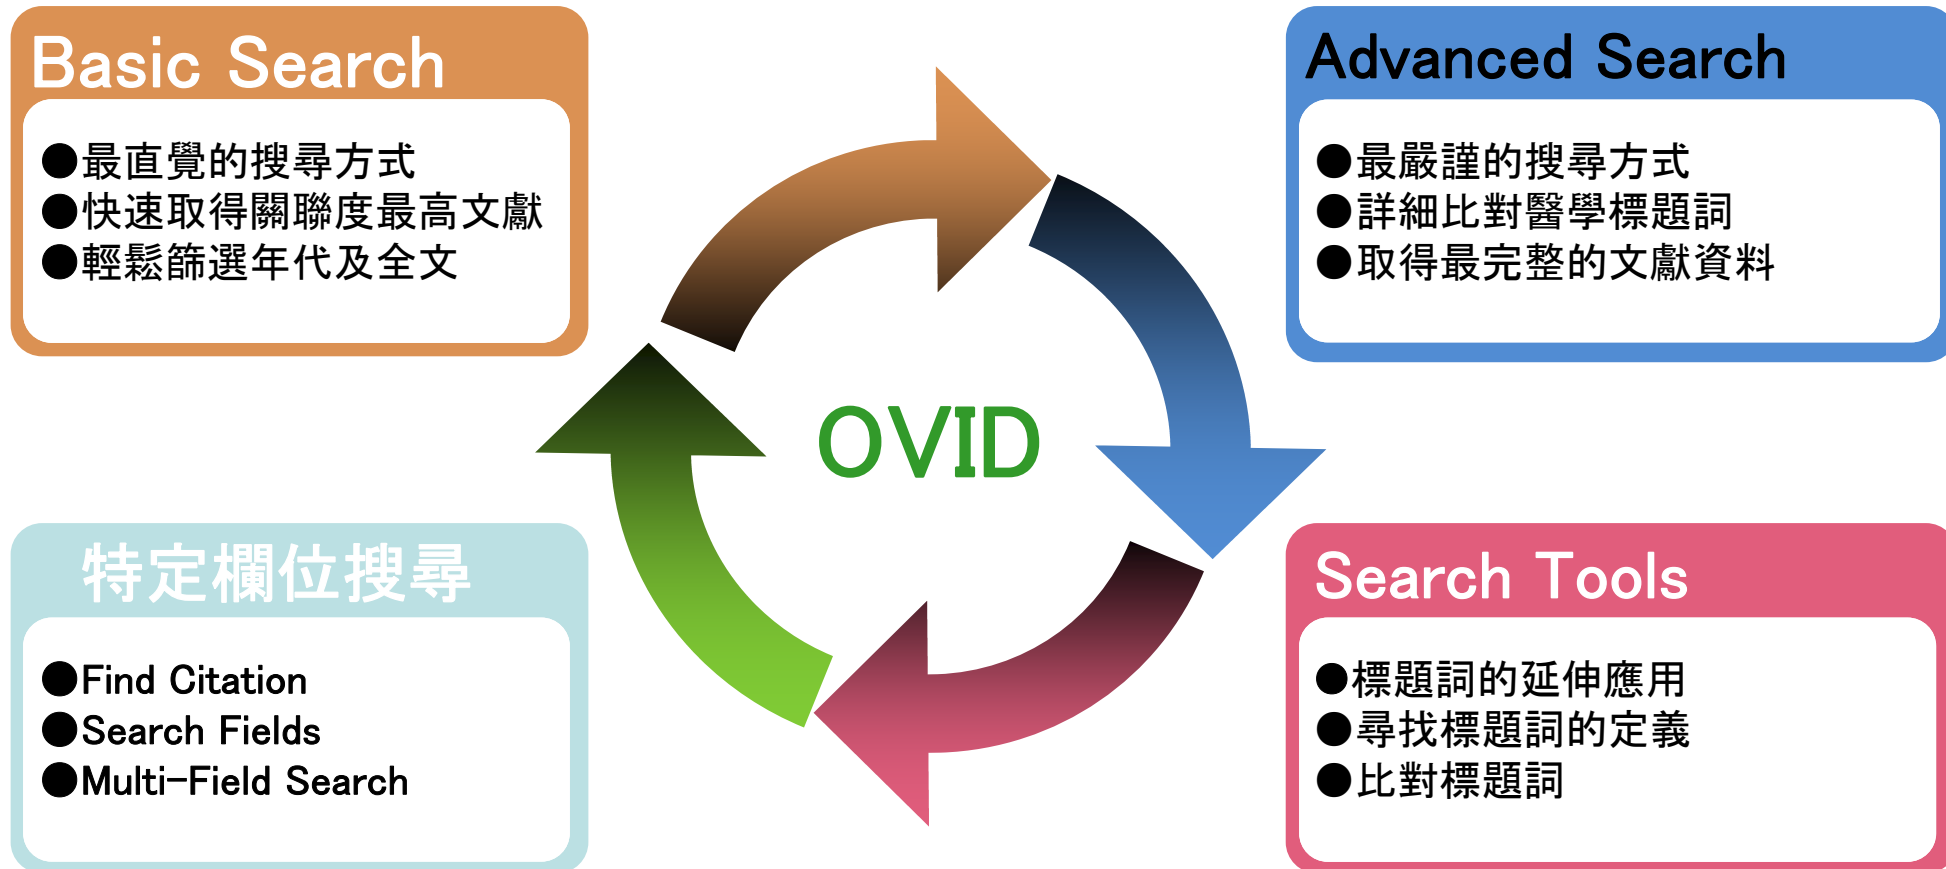 Basic Search
●最直覺的搜尋方式
●快速取得關聯度最高文獻
●輕鬆篩選年代及全文
Advanced Search
●最嚴謹的搜尋方式
●詳細比對醫學標題詞
●取得最完整的文獻資料
OVID
特定欄位搜尋
●Find Citation
●Search Fields
●Multi-Field Search
Search Tools
●標題詞的延伸應用
●尋找標題詞的定義
●比對標題詞